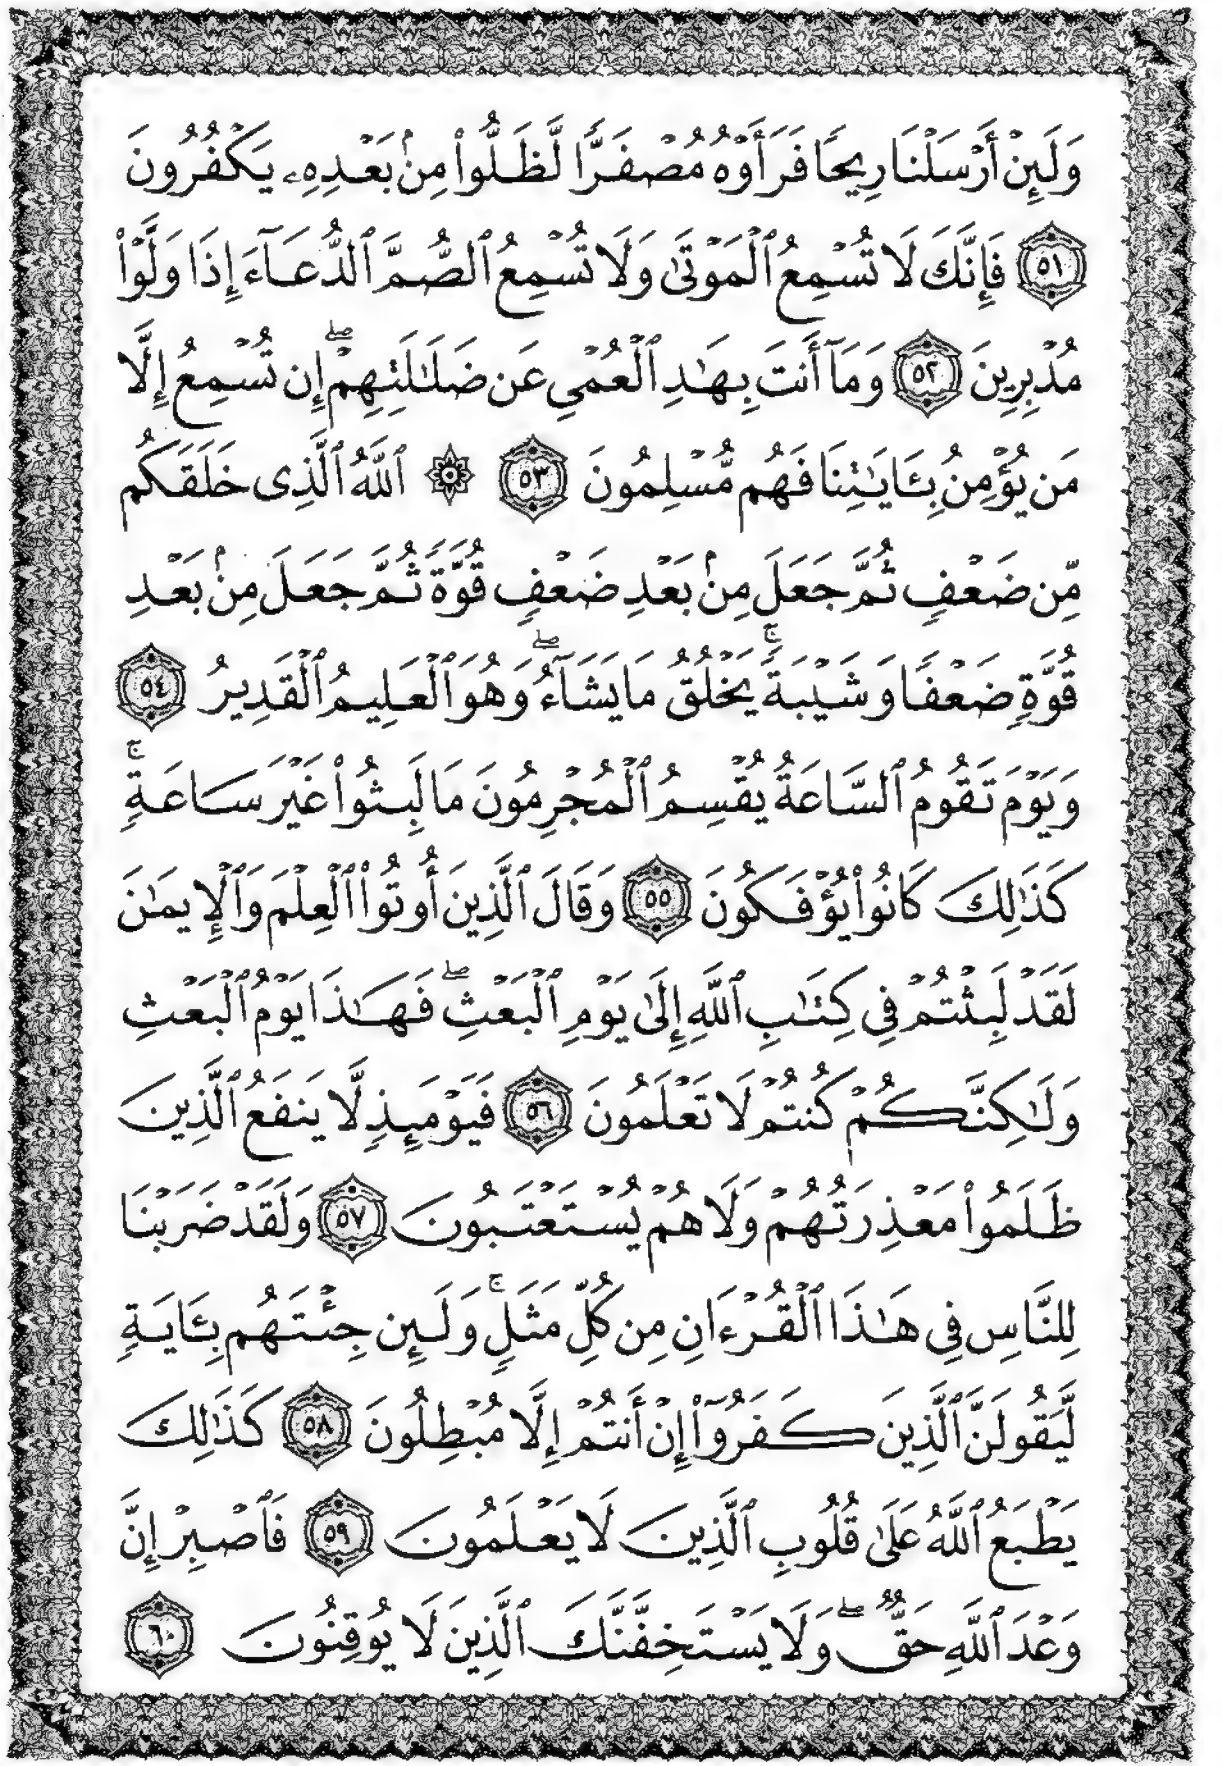 وَلَئِنْ أَرْسَلْنَا رِيحًا فَرَأَوْهُ مُصْفَرًّا لَّظَلُّوا۟ مِنۢ بَعْدِهِۦ يَكْفُرُونَ
﴿٥١﴾ فَإِنَّكَ لَا تُسْمِعُ ٱلْمَوْتَىٰ وَلَا تُسْمِعُ ٱلصُّمَّ ٱلدُّعَآءَ إِذَا وَلَّوْا۟
مُدْبِرِينَ ﴿٥٢﴾ وَمَآ أَنتَ بِهَـٰدِ ٱلْعُمْىِ عَن ضَلَـٰلَتِهِمْ ۖ إِن تُسْمِعُ إِلَّا
مَن يُؤْمِنُ بِـَٔايَـٰتِنَا فَهُم مُّسْلِمُونَ ﴿٥٣﴾ ۞ ٱللَّهُ ٱلَّذِى خَلَقَكُم
مِّن ضَعْفٍ ثُمَّ جَعَلَ مِنۢ بَعْدِ ضَعْفٍ قُوَّةً ثُمَّ جَعَلَ مِنۢ بَعْدِ
قُوَّةٍ ضَعْفًا وَشَيْبَةً ۚ يَخْلُقُ مَا يَشَآءُ ۖ وَهُوَ ٱلْعَلِيمُ ٱلْقَدِيرُ ﴿٥٤﴾
وَيَوْمَ تَقُومُ ٱلسَّاعَةُ يُقْسِمُ ٱلْمُجْرِمُونَ مَا لَبِثُوا۟ غَيْرَ سَاعَةٍ ۚ
كَذَٰلِكَ كَانُوا۟ يُؤْفَكُونَ ﴿٥٥﴾ وَقَالَ ٱلَّذِينَ أُوتُوا۟ ٱلْعِلْمَ وَٱلْإِيمَـٰنَ
لَقَدْ لَبِثْتُمْ فِى كِتَـٰبِ ٱللَّهِ إِلَىٰ يَوْمِ ٱلْبَعْثِ ۖ فَهَـٰذَا يَوْمُ ٱلْبَعْثِ
وَلَـٰكِنَّكُمْ كُنتُمْ لَا تَعْلَمُونَ ﴿٥٦﴾ فَيَوْمَئِذٍ لَّا يَنفَعُ ٱلَّذِينَ
ظَلَمُوا۟ مَعْذِرَتُهُمْ وَلَا هُمْ يُسْتَعْتَبُونَ ﴿٥٧﴾ وَلَقَدْ ضَرَبْنَا
لِلنَّاسِ فِى هَـٰذَا ٱلْقُرْءَانِ مِن كُلِّ مَثَلٍ ۚ وَلَئِن جِئْتَهُم بِـَٔايَةٍ
لَّيَقُولَنَّ ٱلَّذِينَ كَفَرُوٓا۟ إِنْ أَنتُمْ إِلَّا مُبْطِلُونَ ﴿٥٨﴾ كَذَٰلِكَ
يَطْبَعُ ٱللَّهُ عَلَىٰ قُلُوبِ ٱلَّذِينَ لَا يَعْلَمُونَ ﴿٥٩﴾ فَٱصْبِرْ إِنَّ
وَعْدَ ٱللَّهِ حَقٌّ ۖ وَلَا يَسْتَخِفَّنَّكَ ٱلَّذِينَ لَا يُوقِنُونَ ﴿٦٠﴾